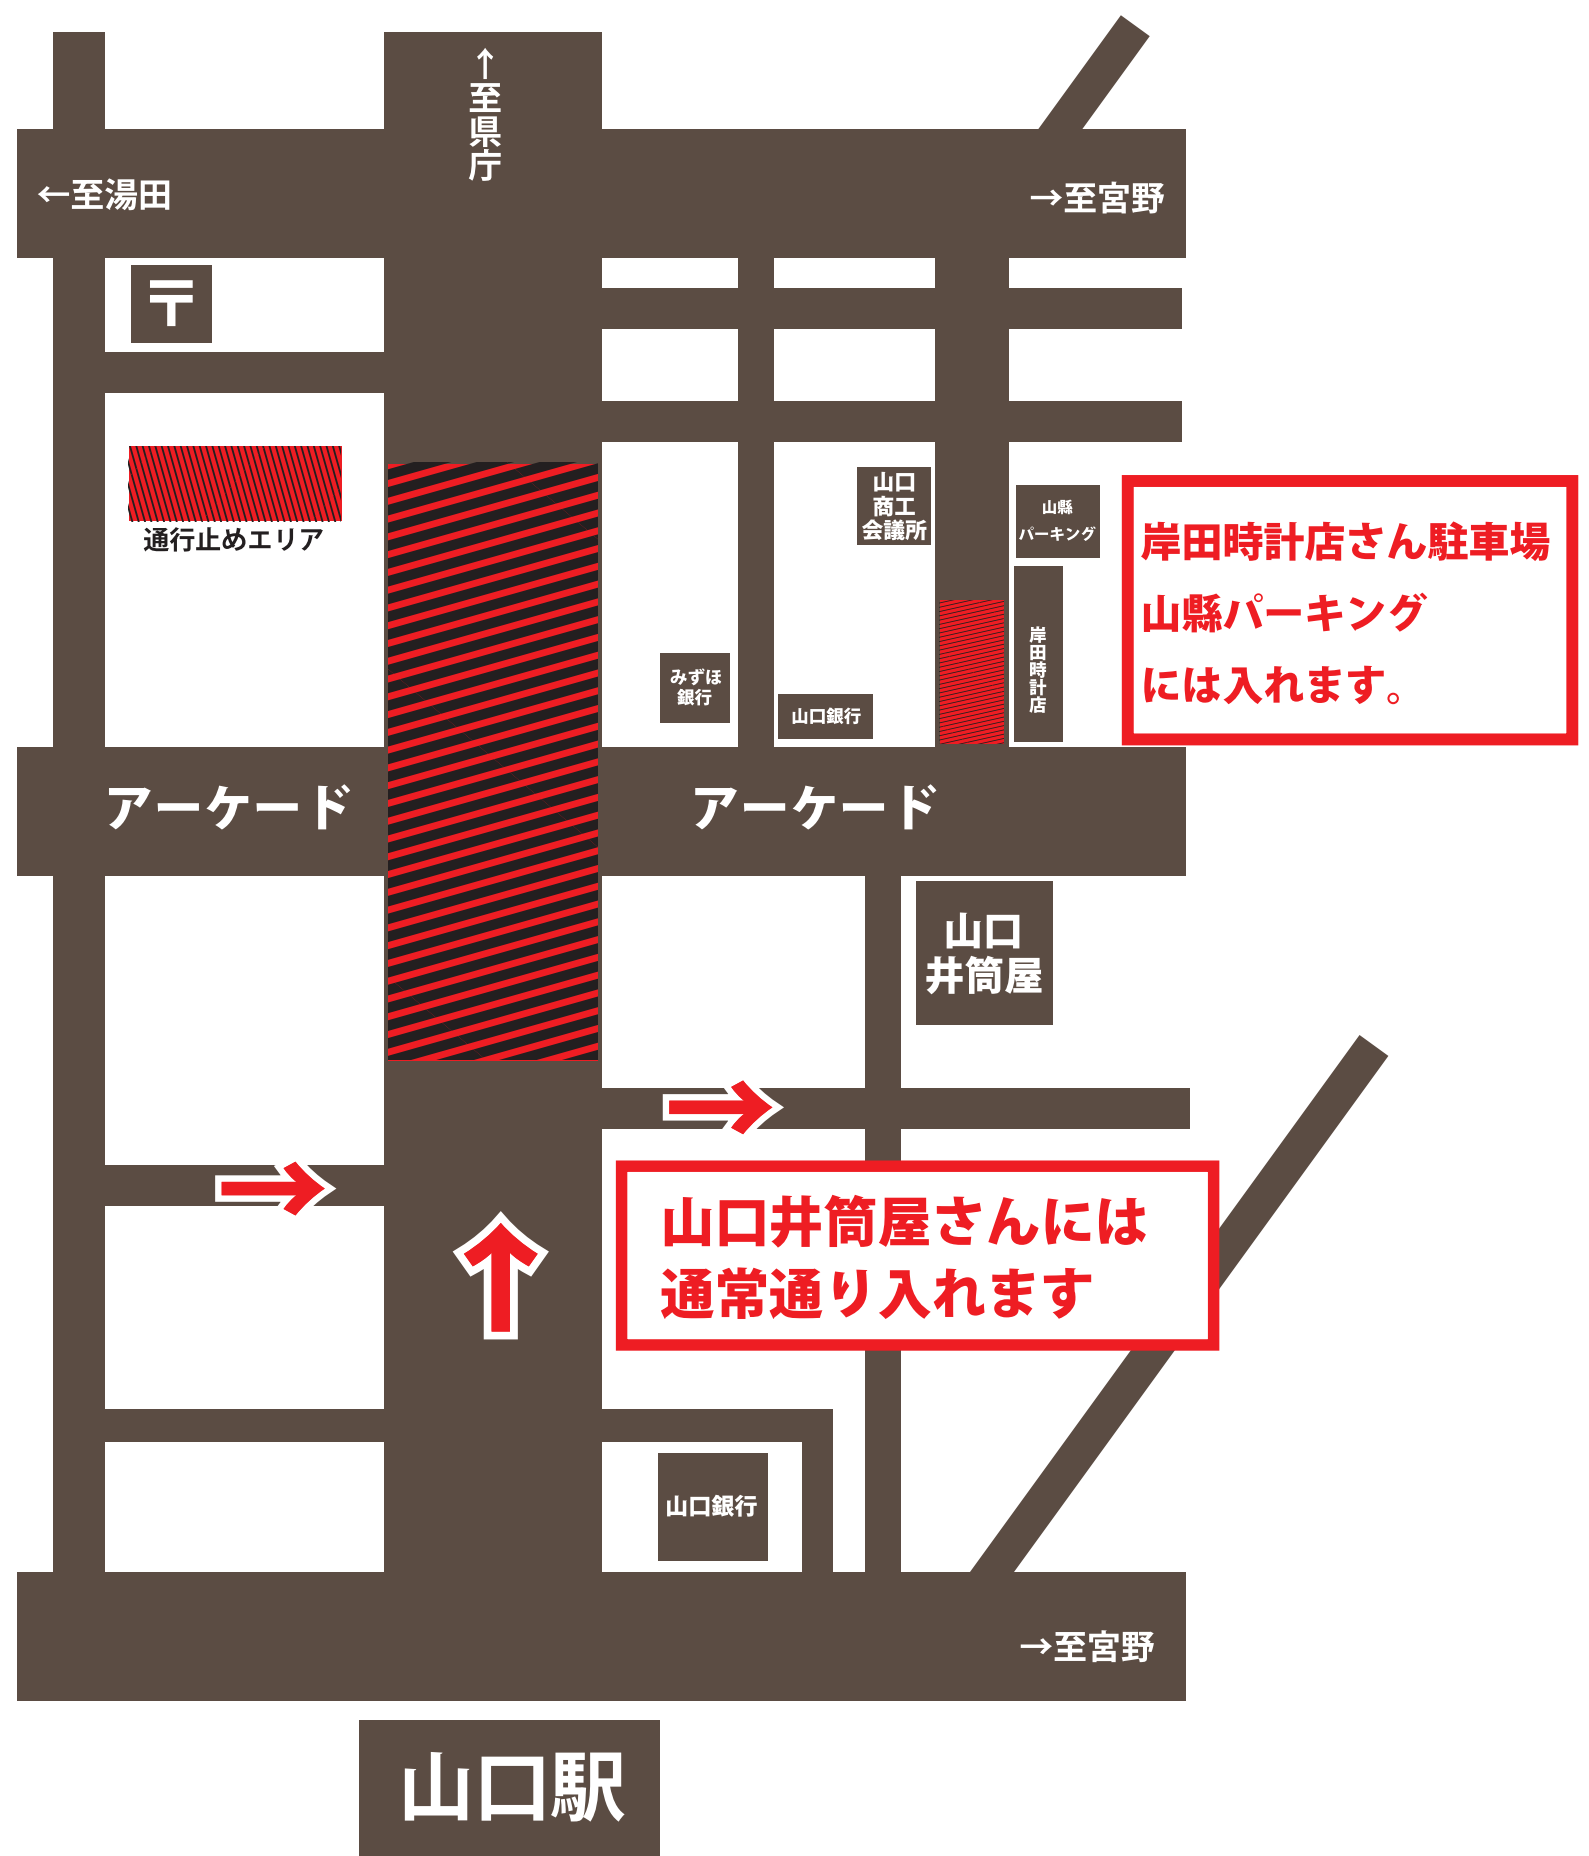 ↑至県庁
←至湯田
→至宮野
〒
通行止めエリア
山口
商工
会議所
山縣
パーキング
岸田時計店さん駐車場
山縣パーキング
には入れます。
岸田時計店
みずほ
銀行
山口銀行
アーケード
アーケード
山口
井筒屋
山口井筒屋さんには
通常通り入れます
山口銀行
→至宮野
山口駅